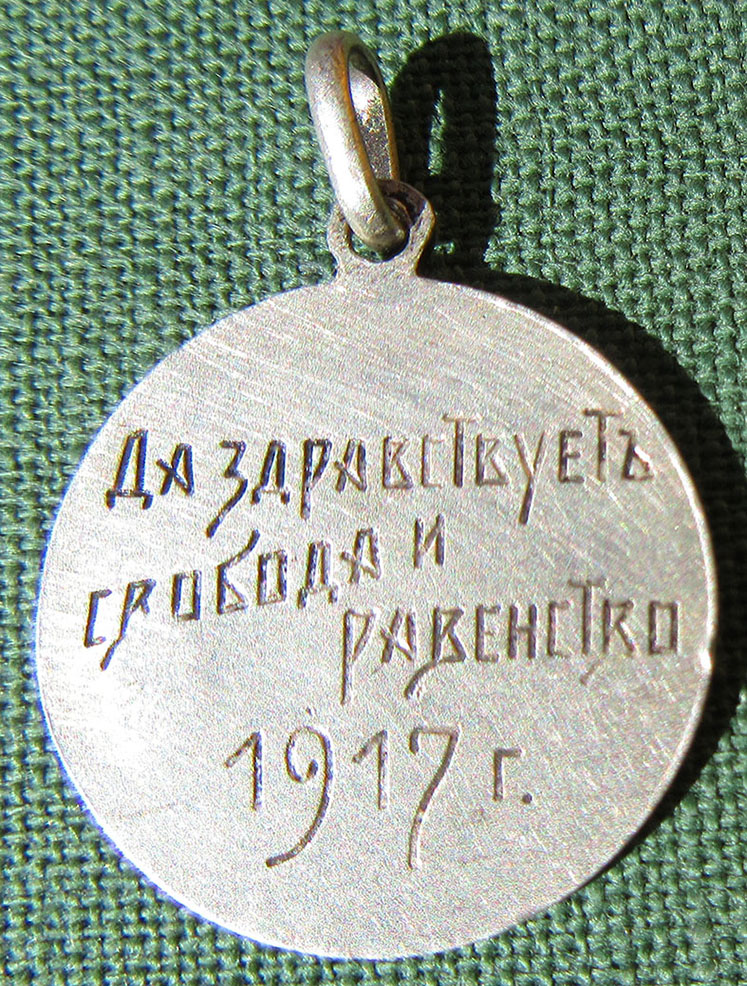 ДА ЗДРАВСТВУЕТЪ
СВОБОДА И
РАВЕНСТВО
1917 г.